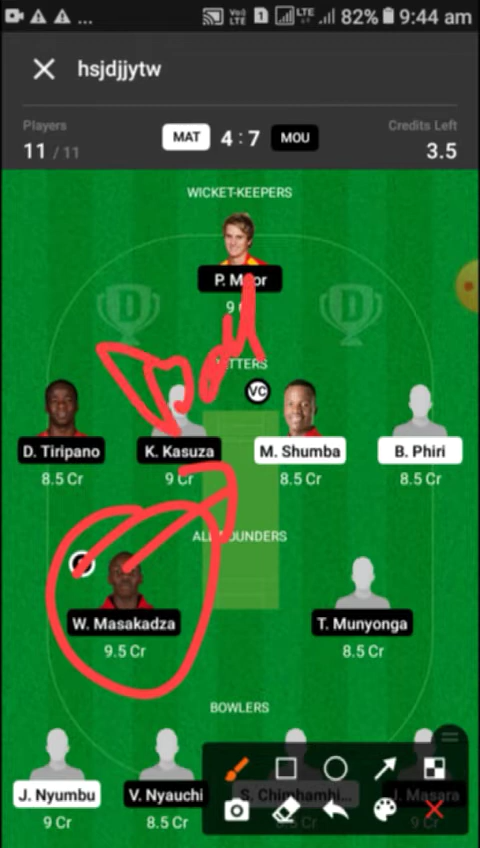 ... 82% 9:44 am
hsjdjjytw
Players Credits Left
11 / 11 MAT 4 : 7 MOU 3.5
WICKET-KEEPERS
9
VC
D. Tiripano K. Kasuza M. Shumba B. Phiri
8.5 Cr 9 Cr 8.5 Cr 8.5 Cr
W. Masakadza T. Munyonga
9.5 Cr 8.5 Cr
BOWLERS
J. Nyumbu V. Nyauchi S. Chimhamhi... J. Masara
9 Cr 8.5 Cr